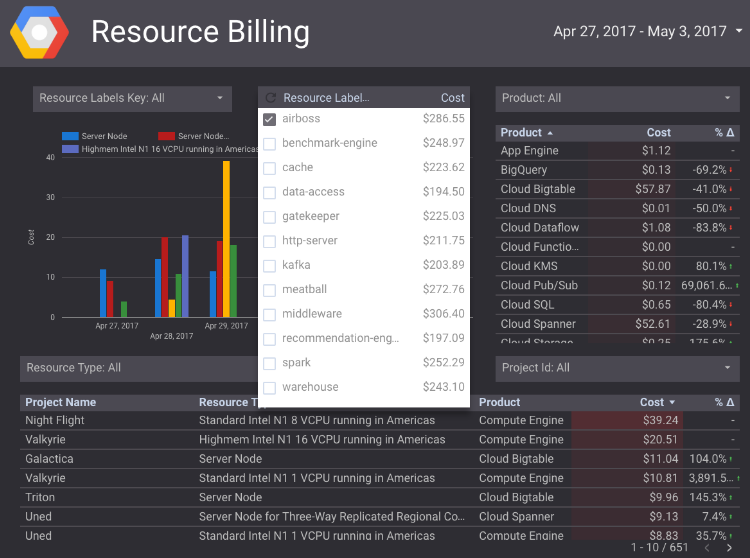 Resource Billing
Apr 27, 2017 - May 3, 2017
Resource Labels Key: All
Resource Label... Cost
Product: All
airboss $286.55
benchmark-engine $248.97
cache $223.62
data-access $194.50
gatekeeper $225.03
http-server $211.75
kafka $203.89
meatball $272.76
middleware $306.40
recommendation-eng... $197.09
spark $252.29
warehouse $243.10
Server Node Server Node...
Highmem Intel N1 16 VCPU running in Americas
40
30
20
10
0
Cost
Apr 27, 2017 Apr 29, 2017
Apr 28, 2017
Product Cost % Δ
App Engine $1.12 -
BigQuery $0.13 -69.2%
Cloud Bigtable $57.87 -41.0%
Cloud DNS $0.01 -50.0%
Cloud Dataflow $1.08 -83.8%
Cloud Functio... $0.00 -
Cloud KMS $0.00 80.1%
Cloud Pub/Sub $0.12 69,061.6...
Cloud SQL $0.65 -80.4%
Cloud Spanner $52.61 -28.9%
Cloud Storage $0.25 175.6%
Resource Type: All
Project Id: All
Project Name Resource T Product Cost % Δ
Night Flight Standard Intel N1 8 VCPU running in Americas Compute Engine $39.24 -
Valkyrie Highmem Intel N1 16 VCPU running in Americas Compute Engine $20.51 -
Galactica Server Node Cloud Bigtable $11.04 104.0%
Valkyrie Standard Intel N1 1 VCPU running in Americas Compute Engine $10.81 3,891.5...
Triton Server Node Cloud Bigtable $9.96 145.3%
Uned Server Node for Three-Way Replicated Regional Co... Cloud Spanner $9.13 7.4%
Uned Standard Intel N1 1 VCPU running in Americas Compute Engine $8.83 35.7%
1 - 10 / 651